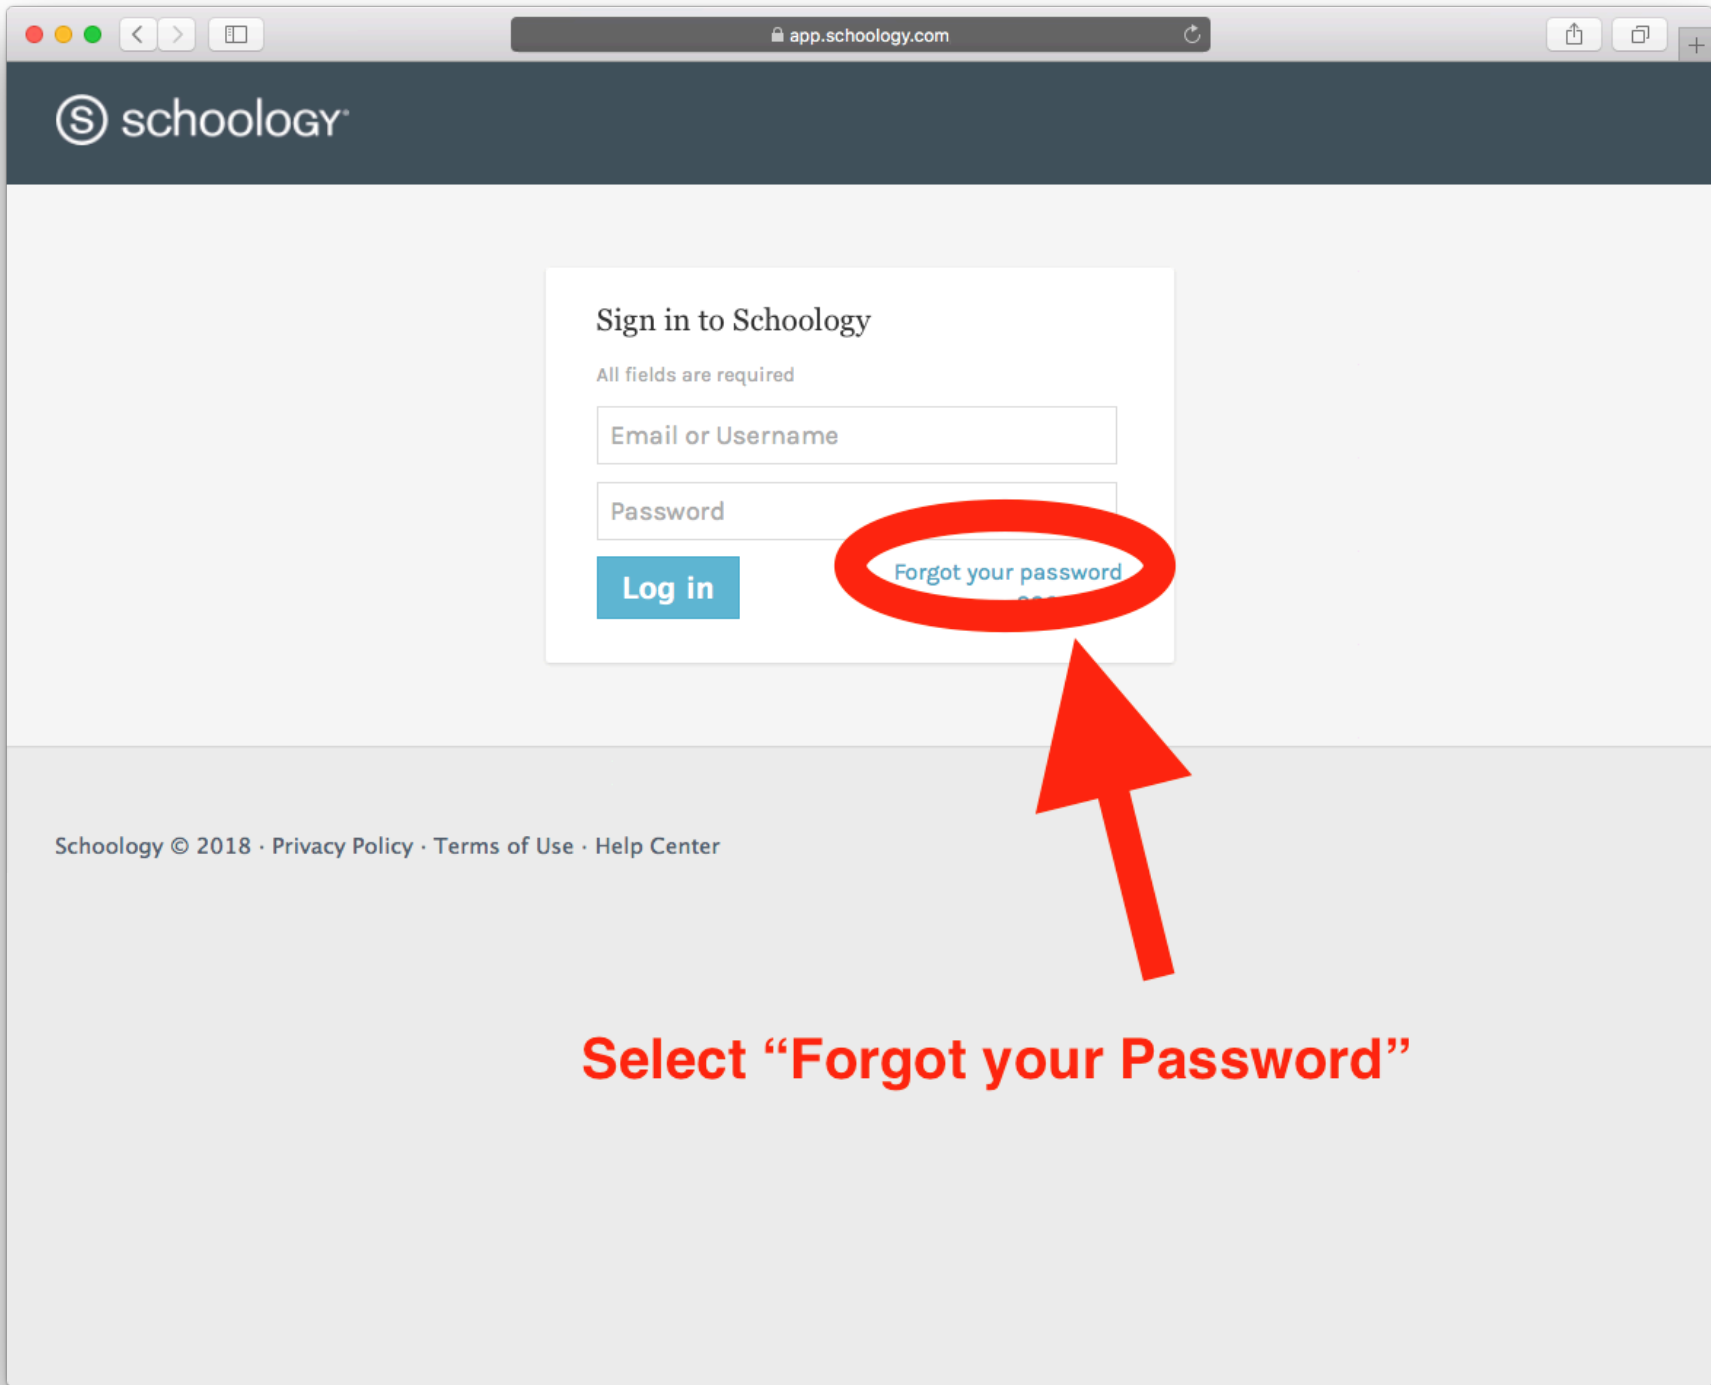 app.schoology.com
S schoology
Sign in to Schoology
All fields are required
Email or Username
Password
Forgot your password
Log in
Schoology © 2018 · Privacy Policy · Terms of Use · Help Center
Select “Forgot your Password”